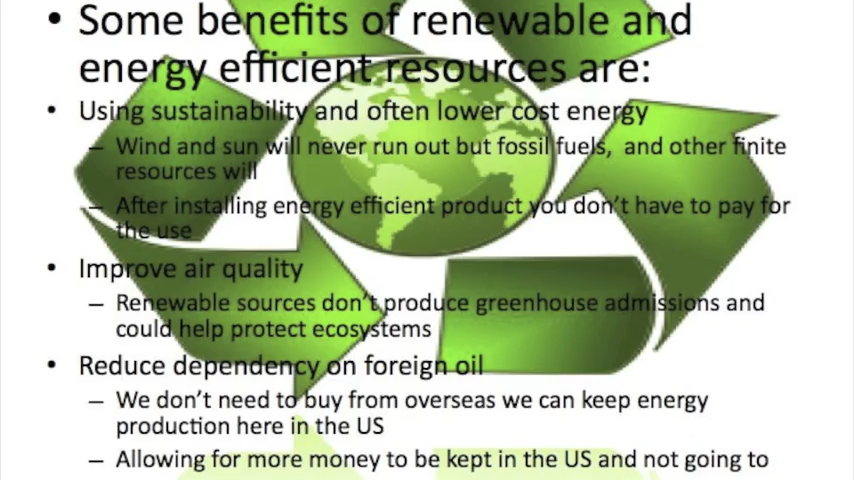 • Some benefits of renewable and
energy efficient resources are:
• Using sustainability and often lower cost energy
– Wind and sun will never run out but fossil fuels, and other finite
resources will
– After installing energy efficient product you don't have to pay for
the use
• Improve air quality
– Renewable sources don't produce greenhouse admissions and
could help protect ecosystems
• Reduce dependency on foreign oil
– We don't need to buy from overseas we can keep energy
production here in the US
– Allowing for more money to be kept in the US and not going to